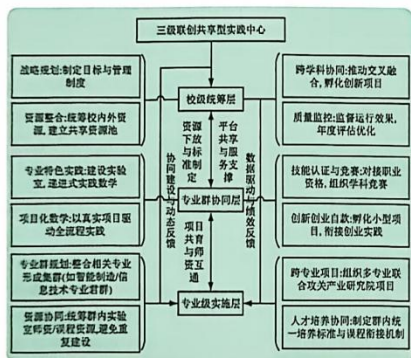 三级联创共享型实践中心
战略规划:制定目标与管理
制度
资源整合:统筹校内外资
源,建立共享资源池
专业特色实践:建设实
验室,递进式实践教学
项目化教学:以真实项目驱
动全流程实践
专业群规划:整合相关专业
形成集群(如智能制造/信
息技术专业君群)
资源协同:统筹群内实验
室师资/课程资源,避免重
复建设
校级统筹层
资源下放与标准制定
平台共享与服务支撑
协同建设与动态反馈
数据驱动与绩效反馈
专业群协同层
项目共育与师资互通
专业级实施层
跨学科协同:推动交叉融
合,孵化创新项目
质量监控:监督运行效果,
年度评估优化
技能认证与竞赛:对接职业
资格,组织学科竞赛
创新创业自款:孵化小型
项目,衔接创业实践
跨专业项目:组织多专业联
合攻关产业研究院项目
人才培养协同:制定群内统
一培养标准与课程衔接机制